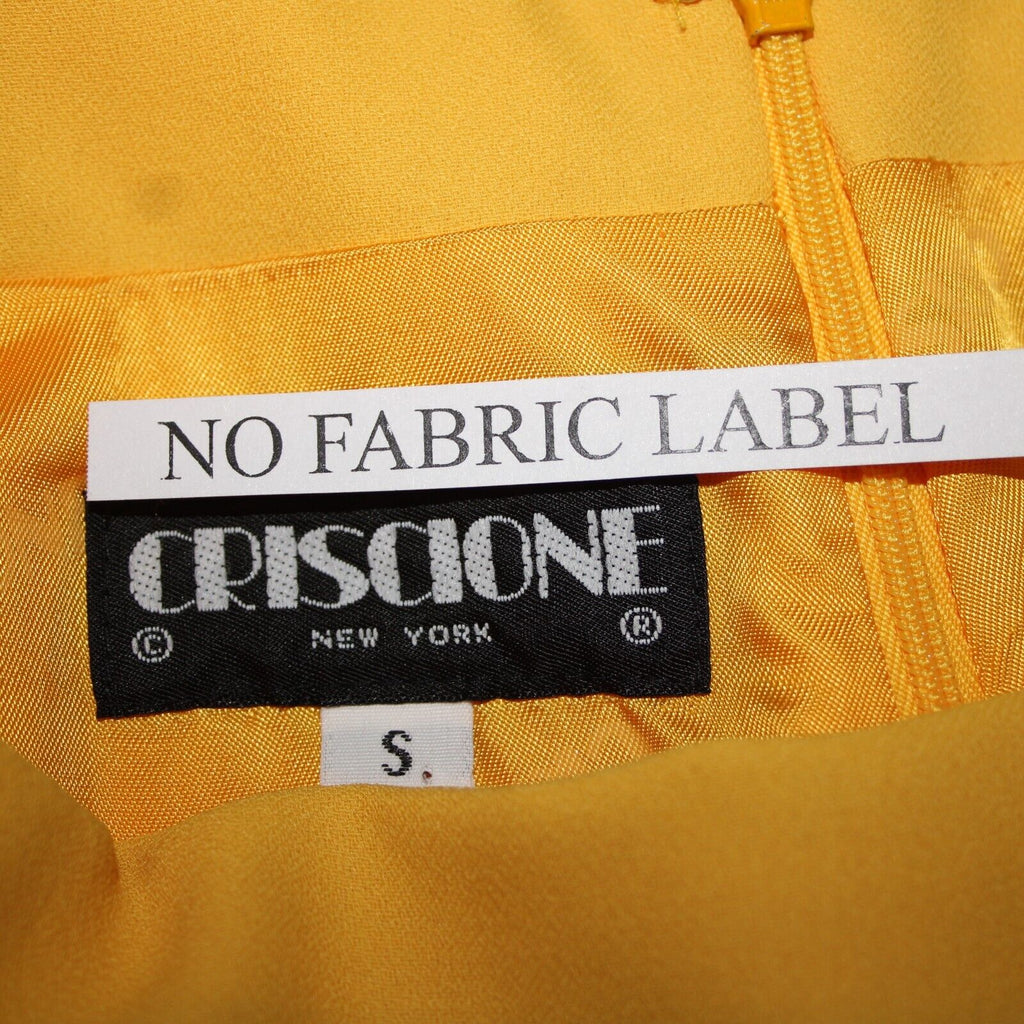 NO FABRIC LABEL
CRISCIONE
© NEW YORK ®
S.